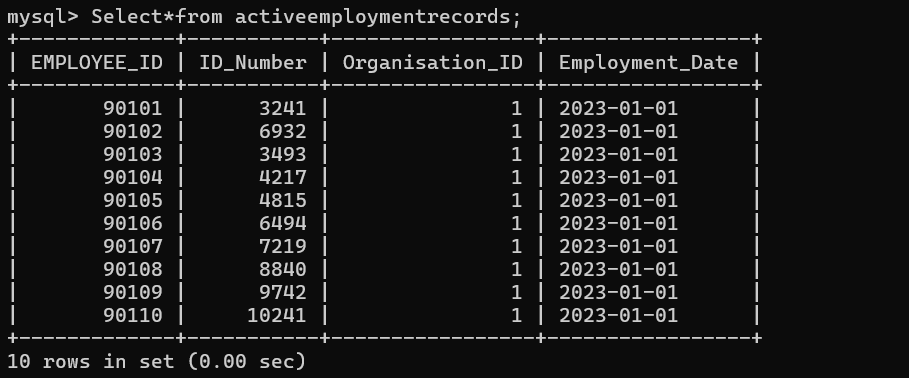 mysql> Select*from activeemploymentrecords;
+-------------+-----------+-----------------+-----------------+
| EMPLOYEE_ID | ID_Number | Organisation_ID | Employment_Date |
+-------------+-----------+-----------------+-----------------+
|       90101 |      3241 |               1 | 2023-01-01      |
|       90102 |      6932 |               1 | 2023-01-01      |
|       90103 |      3493 |               1 | 2023-01-01      |
|       90104 |      4217 |               1 | 2023-01-01      |
|       90105 |      4815 |               1 | 2023-01-01      |
|       90106 |      6494 |               1 | 2023-01-01      |
|       90107 |      7219 |               1 | 2023-01-01      |
|       90108 |      8840 |               1 | 2023-01-01      |
|       90109 |      9742 |               1 | 2023-01-01      |
|       90110 |     10241 |               1 | 2023-01-01      |
+-------------+-----------+-----------------+-----------------+
10 rows in set (0.00 sec)